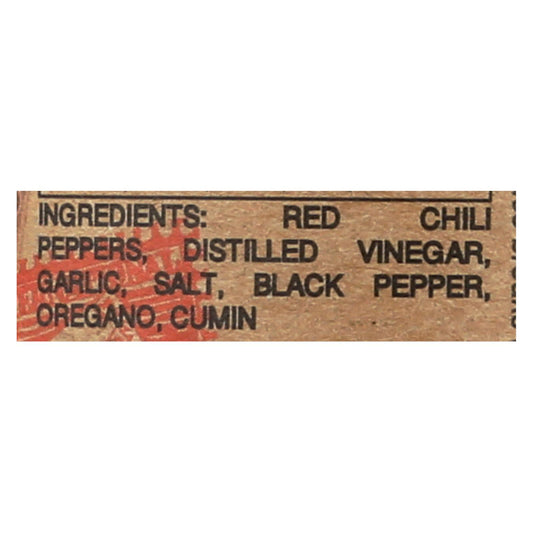 INGREDIENTS: RED CHILI
PEPPERS, DISTILLED VINEGAR,
GARLIC, SALT, BLACK PEPPER,
OREGANO, CUMIN